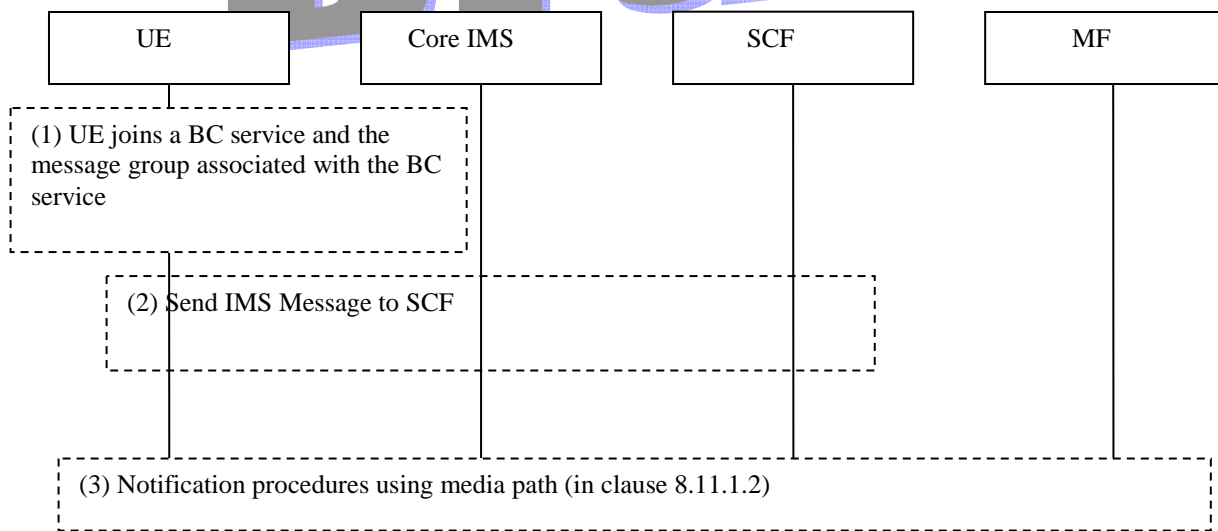 UE
Core IMS
SCF
MF
(1) UE joins a BC service and the
message group associated with the BC
service
(2) Send IMS Message to SCF
(3) Notification procedures using media path (in clause 8.11.1.2)